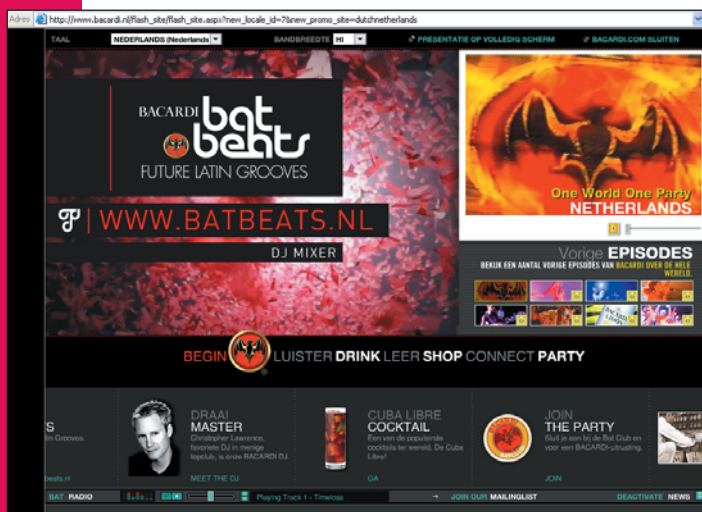 Adres http://www.bacardi.nl/flash_site/flash_site.aspx?new_locale_id=7&new_promo_site=dutchnetherlands
TAAL NEDERLANDS (Nederlands) BANDBREEDTE HI PRESENTATIE OP VOLLEDIG SCHERM BACARDI.COM SLUITEN
BACARDI bat
beats
FUTURE LATIN GROOVES
WWW.BATBEATS.NL
DJ MIXER
One World One Party
NETHERLANDS
Vorige EPISODES
BEKIJK EEN AANTAL VORIGE EPISODES VAN BACARDI OVER DE HELE
WERELD.
BEGIN LUISTER DRINK LEER SHOP CONNECT PARTY
DRAAI
MASTER
Christopher Lawrence,
favoriete DJ in menige
topclub, is onze BACARDI DJ.
MEET THE DJ
CUBA LIBRE
COCKTAIL
Een van de populairste
cocktails ter wereld. De Cuba
Libre!
GA
JOIN
THE PARTY
Sluit je aan bij de Bat Club en
voor een BACARDI-uitrusting.
JOIN
Grooves.
beats.nl
BAT RADIO Playing Track 1 - Timeless JOIN OUR MAILINGLIST DEACTIVATE NEWS